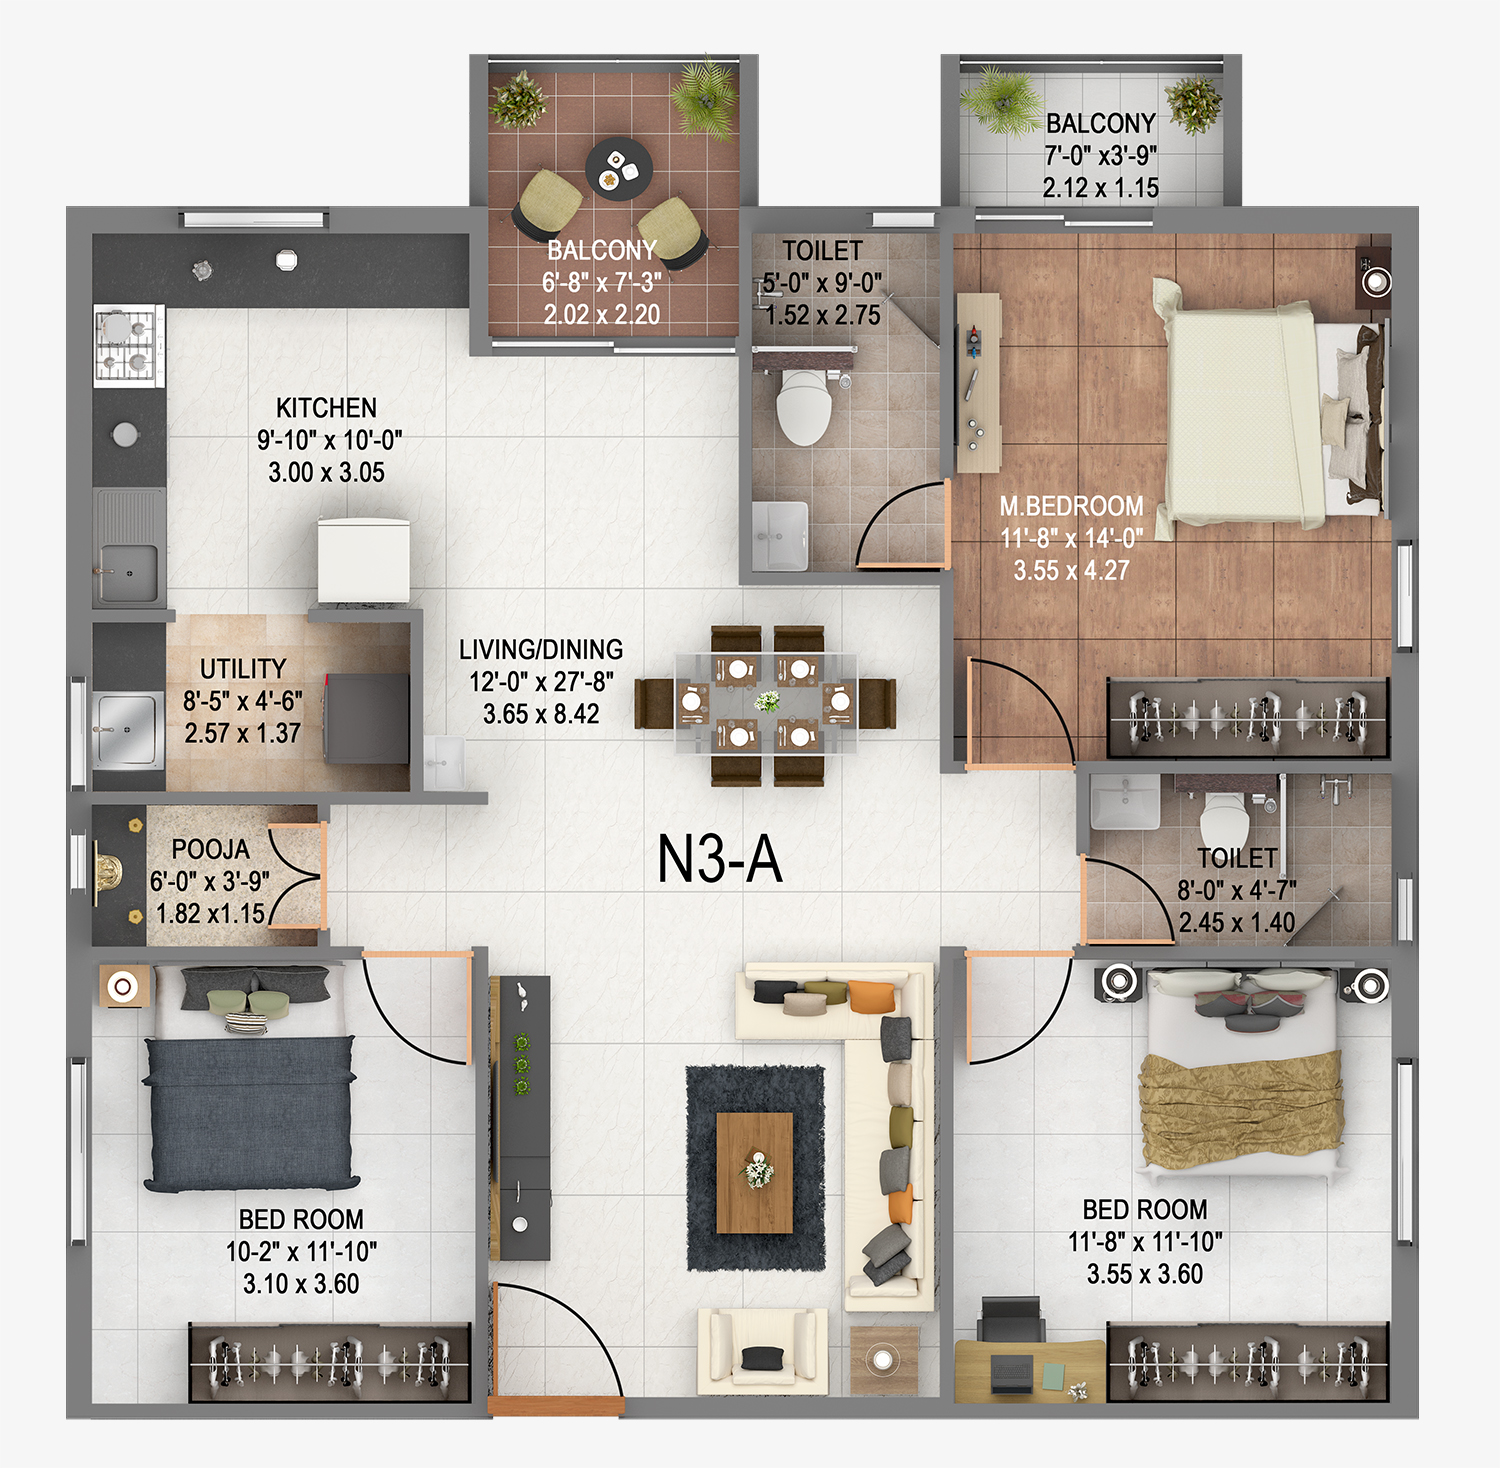 BALCONY
7'-0" x3'-9"
2.12 x 1.15
BALCONY
6'-8" x 7'-3"
2.02 x 2.20
TOILET
5'-0" x 9'-0"
1.52 x 2.75
KITCHEN
9'-10" x 10'-0"
3.00 x 3.05
M.BEDROOM
11'-8" x 14'-0"
3.55 x 4.27
LIVING/DINING
12'-0" x 27'-8"
3.65 x 8.42
UTILITY
8'-5" x 4'-6"
2.57 x 1.37
POOJA
6'-0" x 3'-9"
1.82 x1.15
N3-A
TOILET
8'-0" x 4'-7"
2.45 x 1.40
BED ROOM
10-2" x 11'-10"
3.10 x 3.60
BED ROOM
11'-8" x 11'-10"
3.55 x 3.60